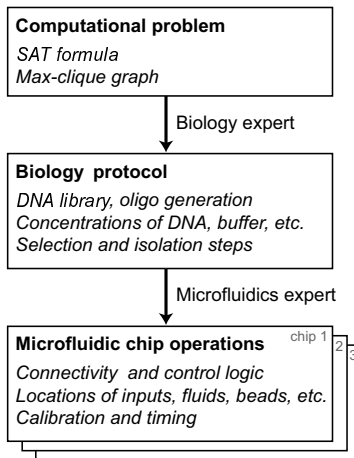 Computational problem
SAT formula
Max-clique graph
Biology expert
Biology protocol
DNA library, oligo generation
Concentrations of DNA, buffer, etc.
Selection and isolation steps
Microfluidics expert
Microfluidic chip operations
chip 1
2
3
Connectivity and control logic
Locations of inputs, fluids, beads, etc.
Calibration and timing